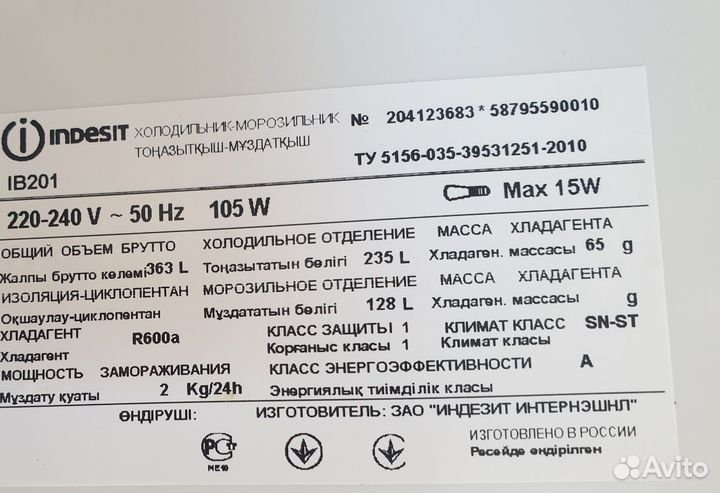 INDESIT ХОЛОДИЛЬНИК-МОРОЗИЛЬНИК № 204123683 * 58795590010
ТОҢАЗЫТҚЫШ-МҰЗДАТҚЫШ ТУ 5156-035-39531251-2010
IB201
220-240 V ~ 50 Hz 105 W Max 15W
ОБЩИЙ ОБЪЕМ БРУТТО ХОЛОДИЛЬНОЕ ОТДЕЛЕНИЕ МАССА ХЛАДАГЕНТА
Жалпы брутто көлемі 363 L Тоңазытатын бөлігі 235 L Хладаген. массасы 65 g
ИЗОЛЯЦИЯ-ЦИКЛОПЕНТАН МОРОЗИЛЬНОЕ ОТДЕЛЕНИЕ МАССА ХЛАДАГЕНТА
Оқшаулау-циклопентан Мұздататын бөлігі 128 L Хладаген. массасы g
ХЛАДАГЕНТ R600a КЛАСС ЗАЩИТЫ 1 КЛИМАТ КЛАСС SN-ST
Хладагент Корғаныс класы 1 Климат класы
МОЩНОСТЬ ЗАМОРАЖИВАНИЯ КЛАСС ЭНЕРГОЭФФЕКТИВНОСТИ A
Мұздату қуаты 2 Kg/24h Энергиялық тиімділік класы
ӨНДІРУШІ: ИЗГОТОВИТЕЛЬ: ЗАО "ИНДЕЗИТ ИНТЕРНЭШНЛ"
РСТ
ME10
ИЗГОТОВЛЕНО В РОССИИ
Ресейде өндірілген
Avito